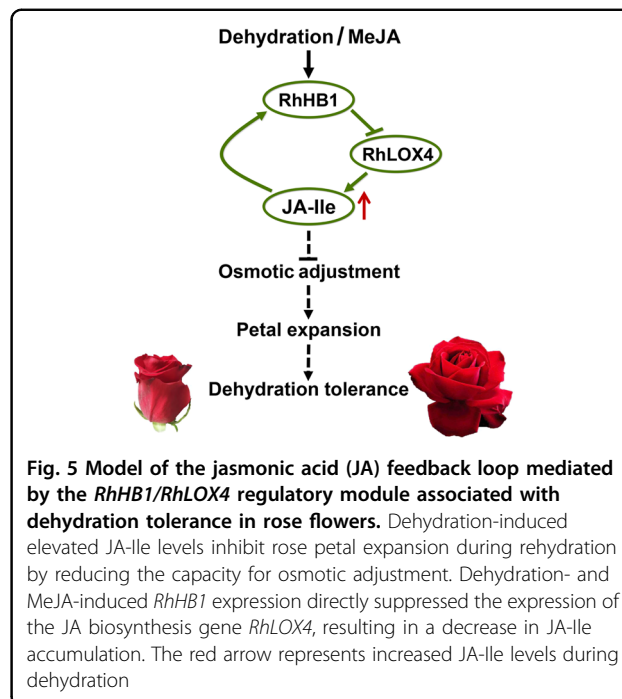 Dehydration / MeJA
RhHB1
RhLOX4
JA-Ile
Osmotic adjustment
Petal expansion
Dehydration tolerance
Fig. 5 Model of the jasmonic acid (JA) feedback loop mediated
by the RhHB1/RhLOX4 regulatory module associated with
dehydration tolerance in rose flowers. Dehydration-induced
elevated JA-Ile levels inhibit rose petal expansion during rehydration
by reducing the capacity for osmotic adjustment. Dehydration- and
MeJA-induced RhHB1 expression directly suppressed the expression of
the JA biosynthesis gene RhLOX4, resulting in a decrease in JA-Ile
accumulation. The red arrow represents increased JA-Ile levels during
dehydration